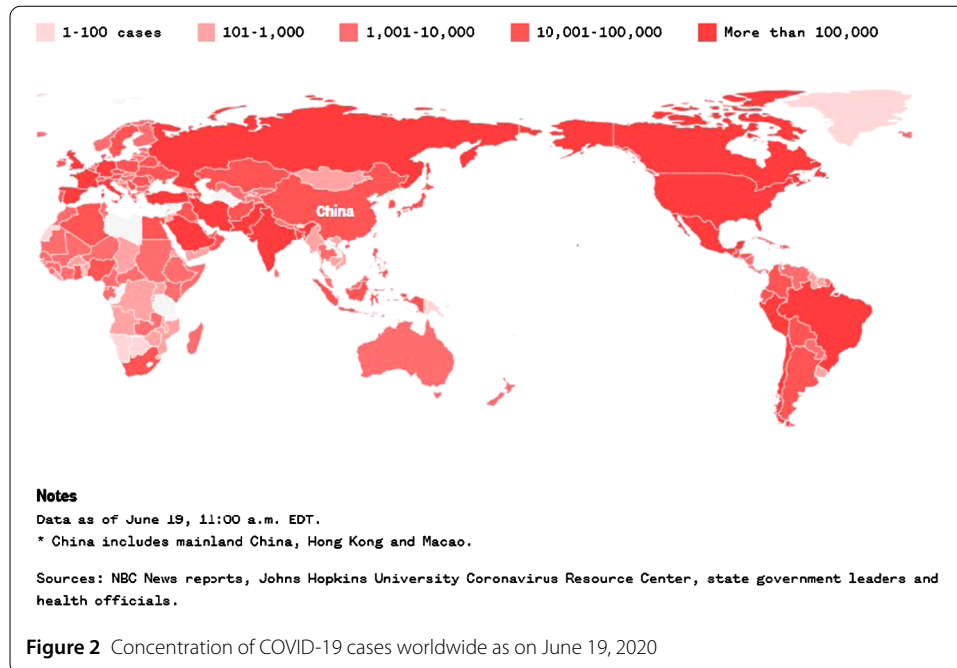 1-100 cases 101-1,000 1,001-10,000 10,001-100,000 More than 100,000
China
Notes
Data as of June 19, 11:00 a.m. EDT.
* China includes mainland China, Hong Kong and Macao.
Sources: NBC News reports, Johns Hopkins University Coronavirus Resource Center, state government leaders and
health officials.
Figure 2 Concentration of COVID-19 cases worldwide as on June 19, 2020